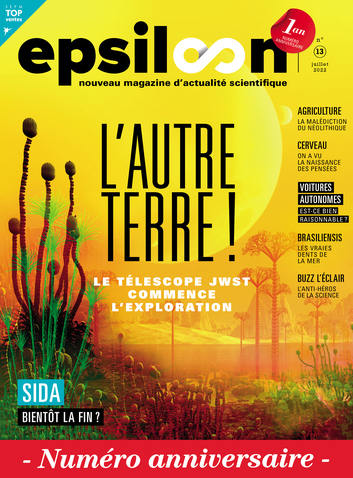 SEPM
TOP
ventes
1 an
NUMÉRO
ANNIVERSAIRE
epsiloon
n°
13
juillet
2022
nouveau magazine d'actualité scientifique
L'AUTRE
TERRE !
LE TÉLESCOPE JWST
COMMENCE
L'EXPLORATION
AGRICULTURE
LA MALÉDICTION
DU NÉOLITHIQUE
CERVEAU
ON A VU
LA NAISSANCE
DES PENSÉES
VOITURES
AUTONOMES
EST-CE BIEN
RAISONNABLE ?
BRASILIENSIS
LES VRAIES
DENTS DE
LA MER
BUZZ L'ÉCLAIR
L'ANTI-HÉROS
DE LA SCIENCE
SIDA
BIENTÔT LA FIN ?
- Numéro anniversaire -